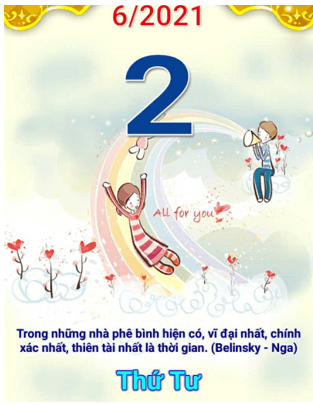 6/2021
2
All for you
Trong những nhà phê bình hiện có, vĩ đại nhất, chính
xác nhất, thiên tài nhất là thời gian. (Belinsky - Nga)
Thứ Tư